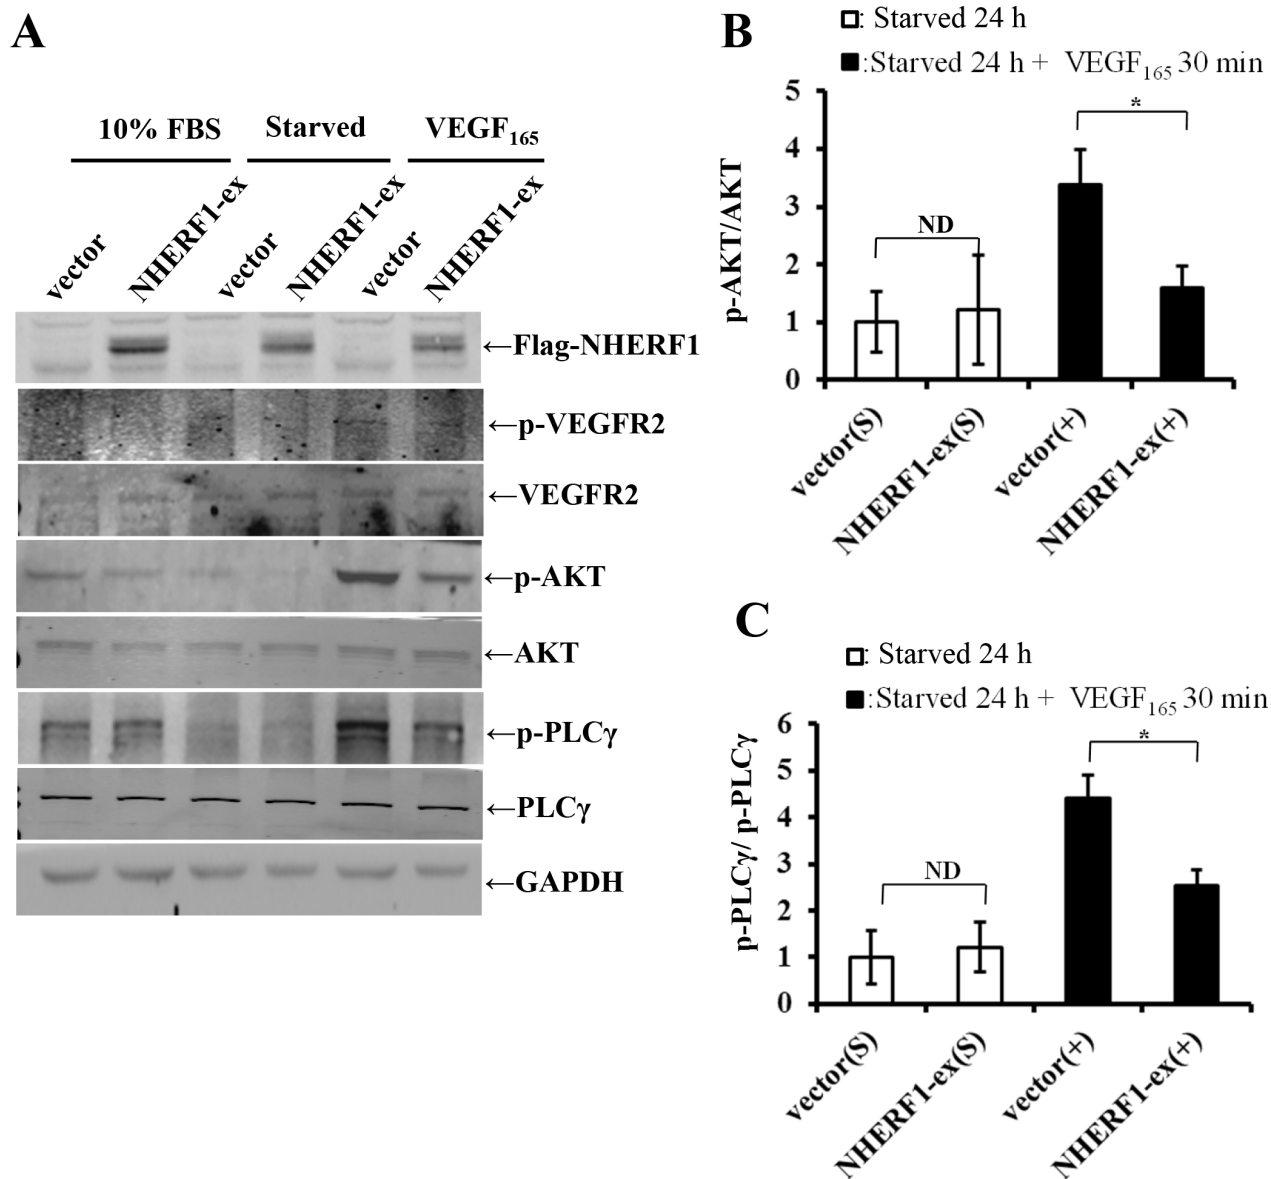 A
10% FBS
Starved
VEGF165
vector
NHERF1-ex
vector
NHERF1-ex
vector
NHERF1-ex
←Flag-NHERF1
←p-VEGFR2
←VEGFR2
←p-AKT
←AKT
←p-PLCγ
←PLCγ
←GAPDH
B
: Starved 24 h
:Starved 24 h + VEGF165 30 min
p-AKT/AKT
5
4
3
2
1
0
ND
*
vector(S)
NHERF1-ex(S)
vector(+)
NHERF1-ex(+)
C
: Starved 24 h
:Starved 24 h + VEGF165 30 min
p-PLCγ/ p-PLCγ
6
5
4
3
2
1
0
ND
*
vector(S)
NHERF1-ex(S)
vector(+)
NHERF1-ex(+)